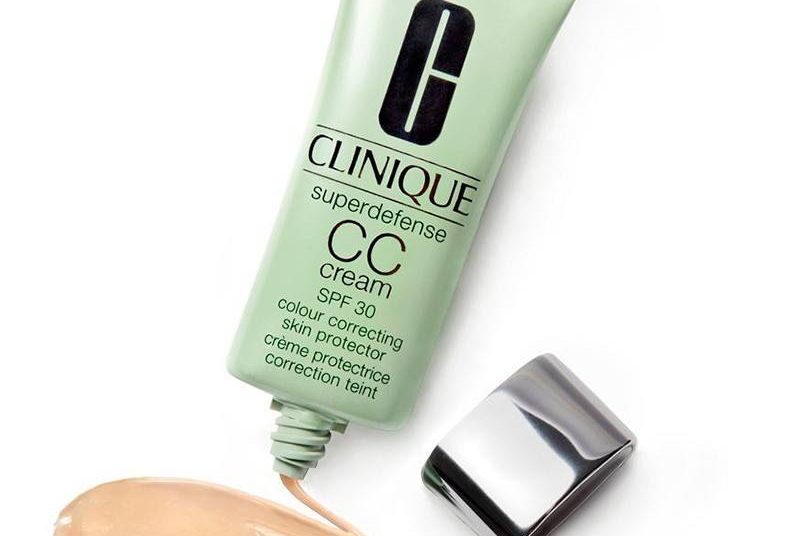 C
CLINIQUE
superdefense
CC
cream
SPF 30
colour correcting
skin protector
crème protectrice
correction teint